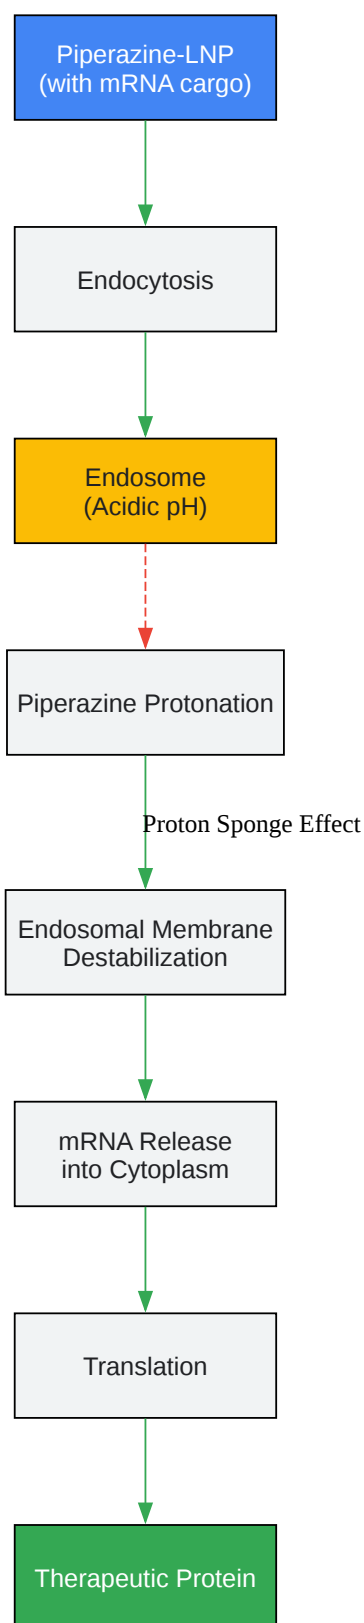 Piperazine-LNP
(with mRNA cargo)
Endocytosis
Endosome
(Acidic pH)
Piperazine Protonation
Proton Sponge Effect
Endosomal Membrane
Destabilization
mRNA Release
into Cytoplasm
Translation
Therapeutic Protein